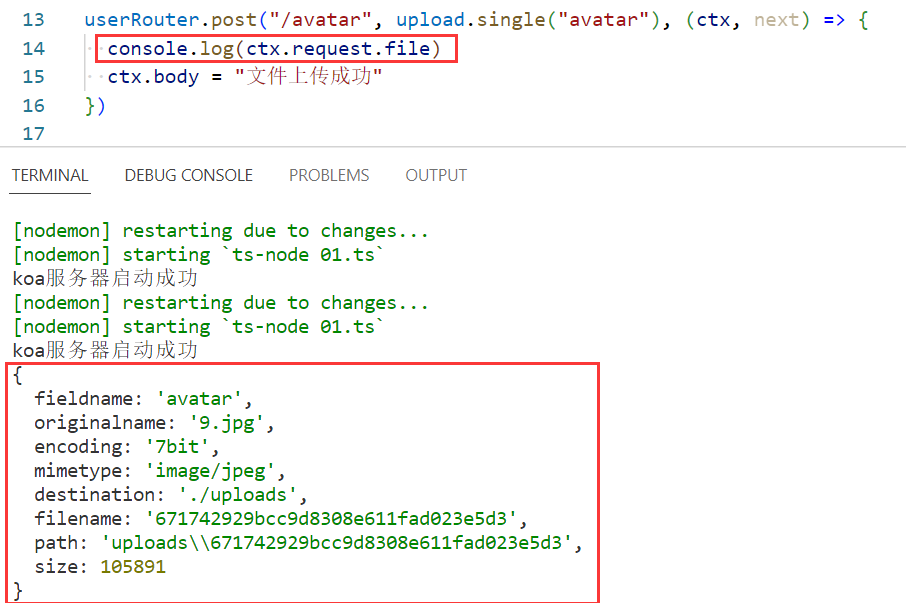 13 userRouter.post("/avatar", upload.single("avatar"), (ctx, next) => {
14 console.log(ctx.request.file)
15 ctx.body = "文件上传成功"
16 })
17
TERMINAL DEBUG CONSOLE PROBLEMS OUTPUT
[nodemon] restarting due to changes...
[nodemon] starting `ts-node 01.ts`
koa服务器启动成功
[nodemon] restarting due to changes...
[nodemon] starting `ts-node 01.ts`
koa服务器启动成功
{
fieldname: 'avatar',
originalname: '9.jpg',
encoding: '7bit',
mimetype: 'image/jpeg',
destination: './uploads',
filename: '671742929bcc9d8308e611fad023e5d3',
path: 'uploads\\671742929bcc9d8308e611fad023e5d3',
size: 105891
}